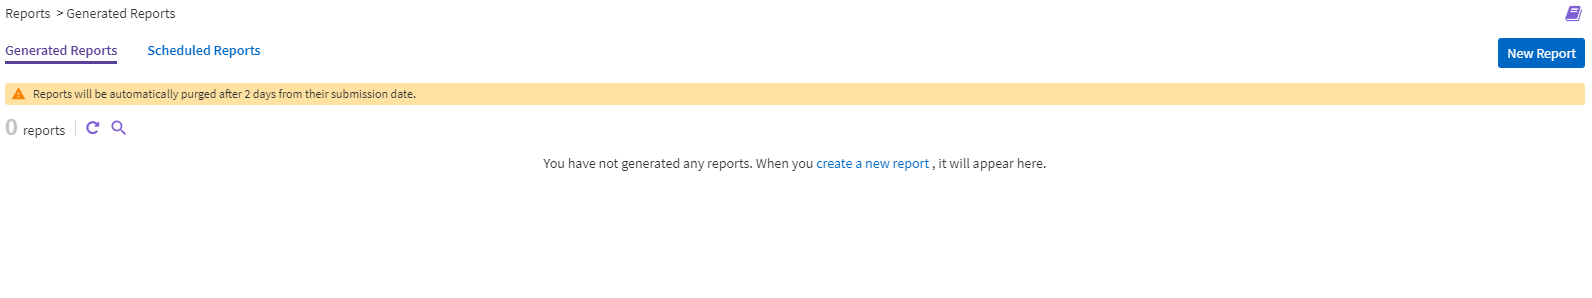 Reports > Generated Reports
Generated Reports Scheduled Reports
New Report
Reports will be automatically purged after 2 days from their submission date.
0 reports
You have not generated any reports. When you create a new report , it will appear here.